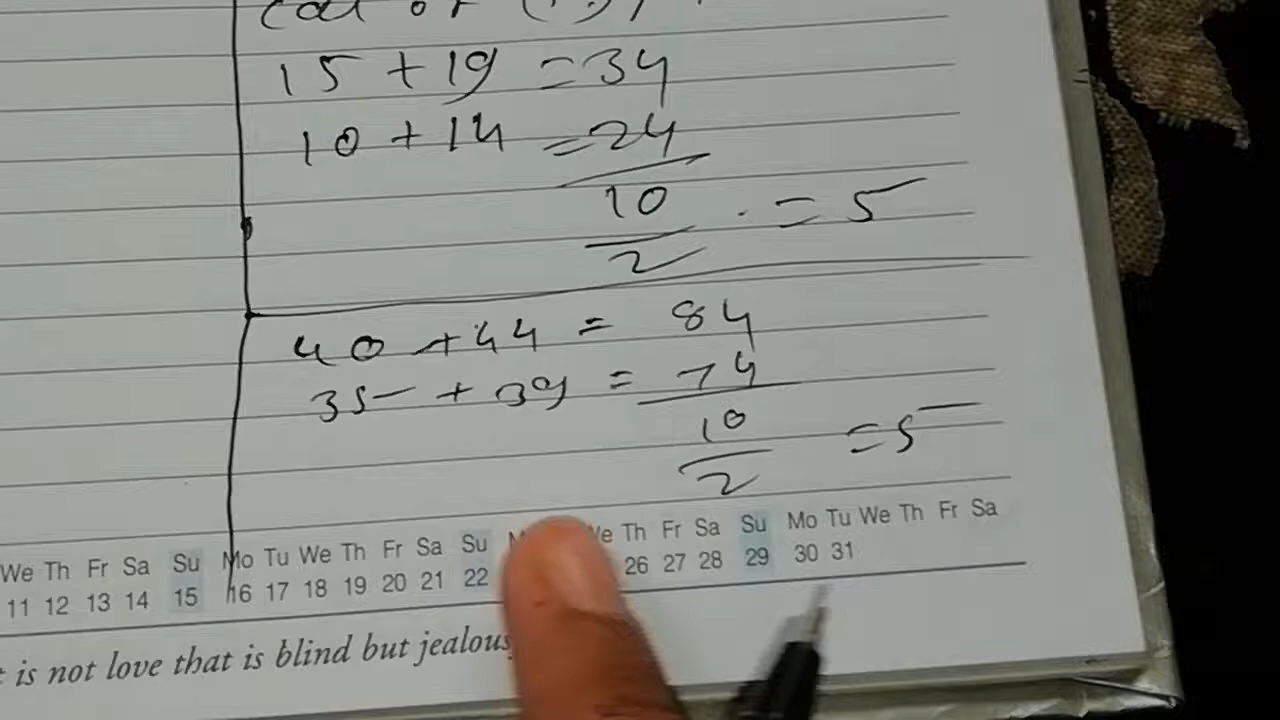 15 + 19 = 34
10 + 14 = 24
10
2 . = 5
40 + 44 = 84
35 + 39 = 74
10
2 = 5
We Th Fr Sa Su Mo Tu We Th Fr Sa Su We Th Fr Sa Su Mo Tu We Th Fr Sa
11 12 13 14 15 16 17 18 19 20 21 22 26 27 28 29 30 31
is not love that is blind but jealous